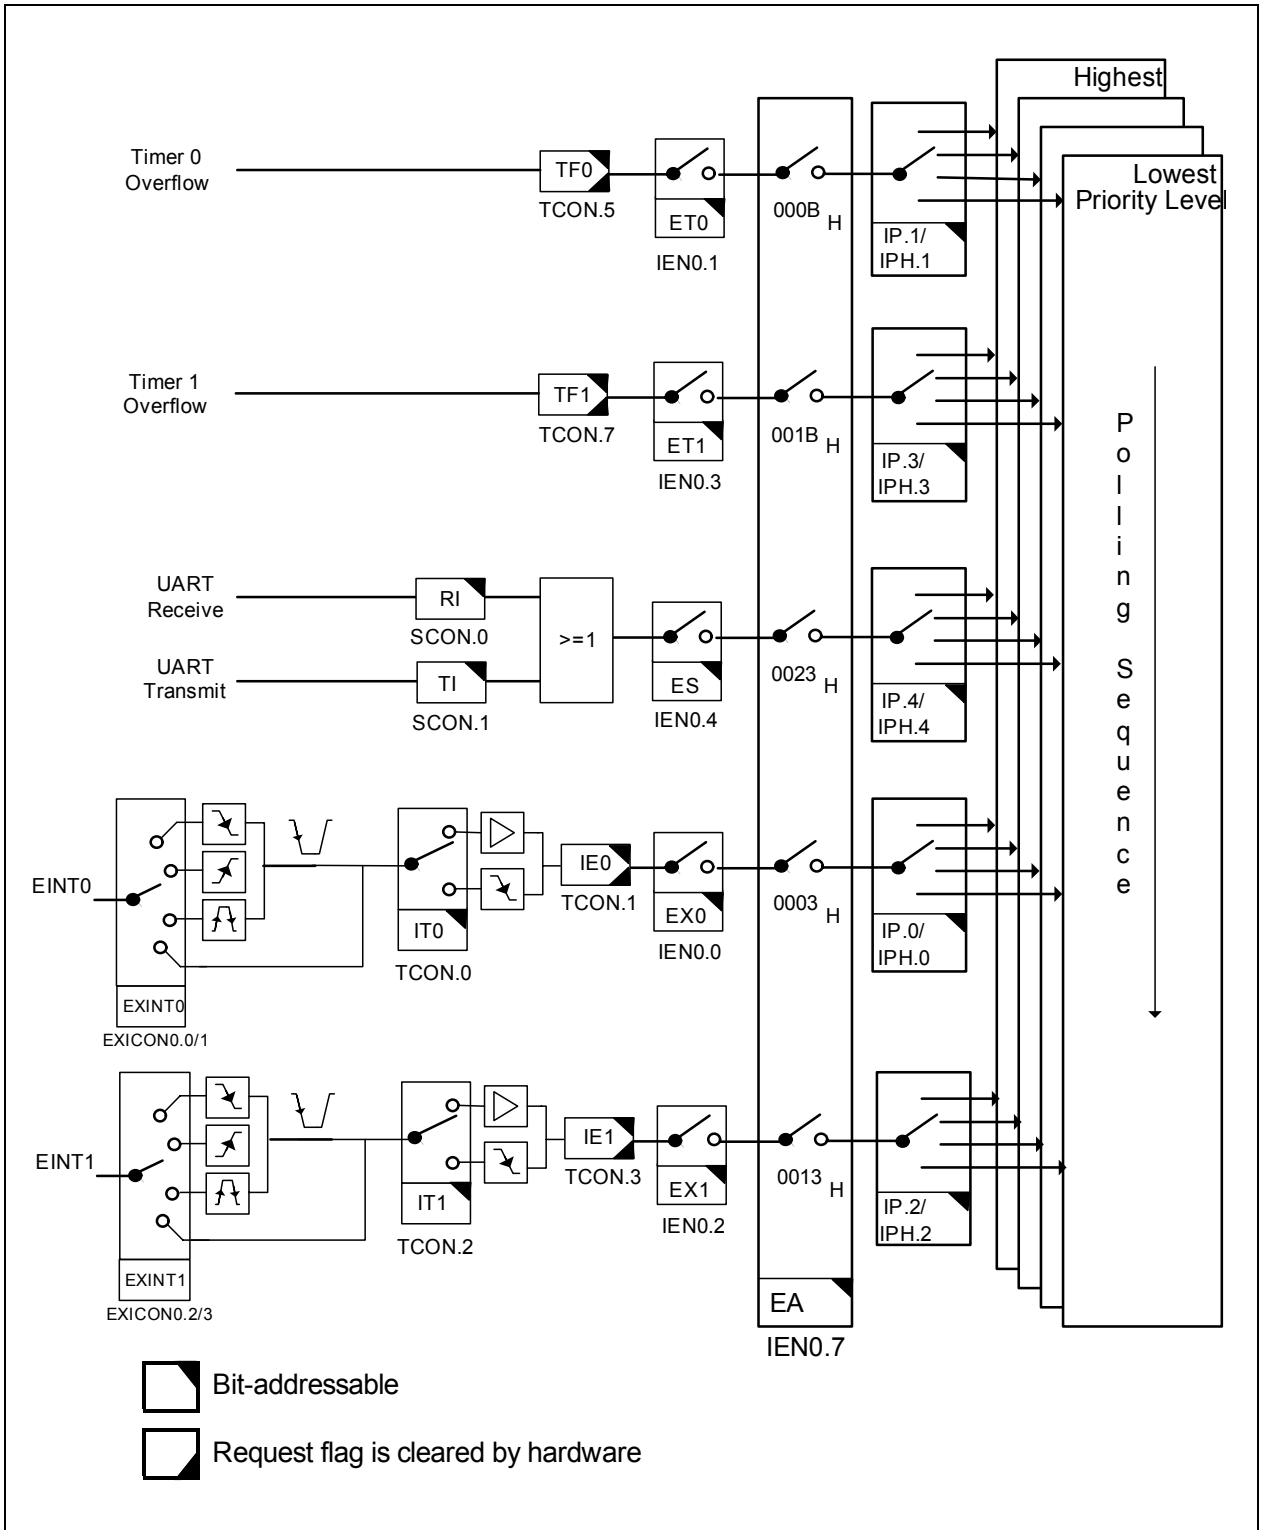 Highest
Lowest
Priority Level
Timer 0
Overflow
TF0
TCON.5
ET0
IEN0.1
000B H
IP.1/
IPH.1
Timer 1
Overflow
TF1
TCON.7
ET1
IEN0.3
001B H
IP.3/
IPH.3
Polling Sequence
UART
Receive
RI
SCON.0
UART
Transmit
TI
SCON.1
>=1
ES
IEN0.4
0023 H
IP.4/
IPH.4
EINT0
EXINT0
EXICON0.0/1
IT0
TCON.0
IE0
TCON.1
EX0
IEN0.0
0003 H
IP.0/
IPH.0
EINT1
EXINT1
EXICON0.2/3
IT1
TCON.2
IE1
TCON.3
EX1
IEN0.2
0013 H
IP.2/
IPH.2
EA
IEN0.7
Bit-addressable
Request flag is cleared by hardware